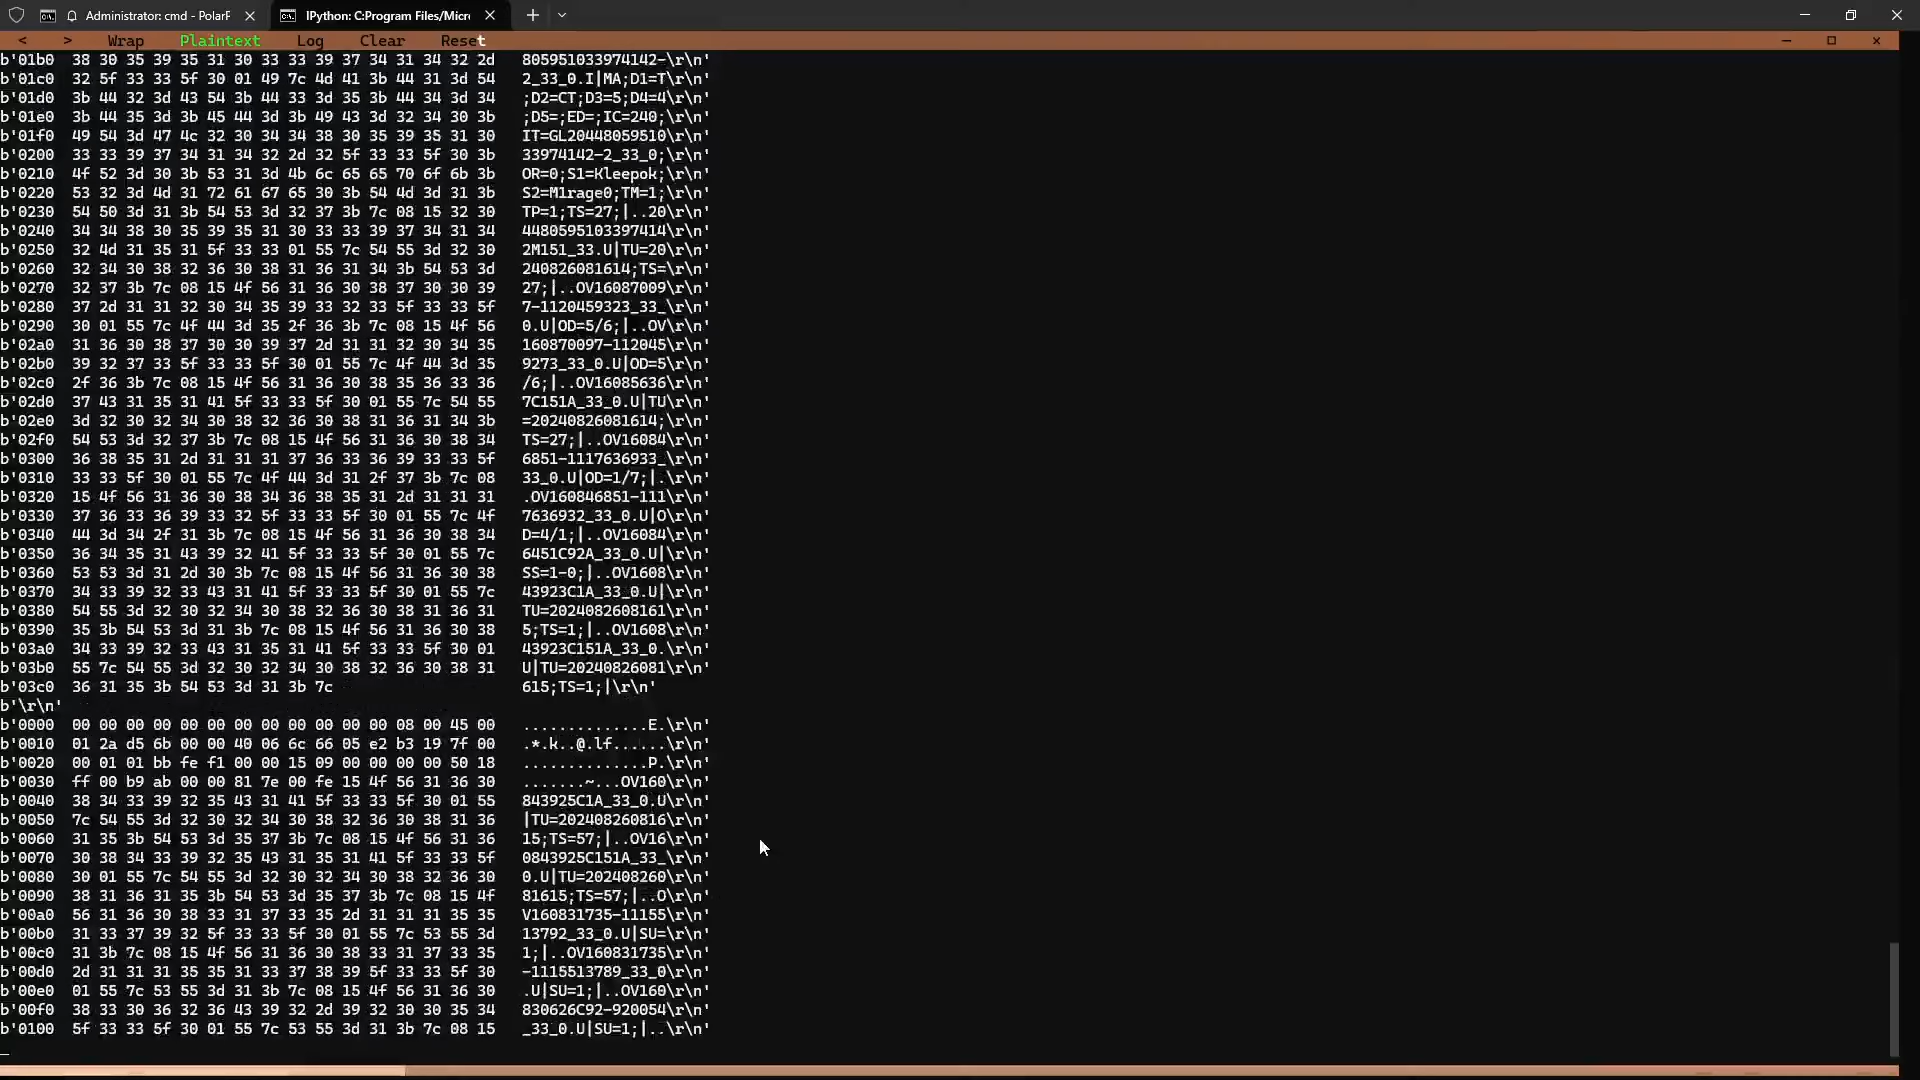 Administrator: cmd - PolarF
IPython: C:Program Files/Micro
< > Wrap Plaintext Log Clear Reset
b'01b0 38 30 35 39 35 31 30 33 33 39 37 34 31 34 32 2d 805951033974142-\r\n'
b'01c0 32 5f 33 33 5f 30 01 49 7c 4d 41 3b 44 31 3d 54 2_33_0.I|MA;D1=T\r\n'
b'01d0 3b 44 32 3d 43 54 3b 44 33 3d 35 3b 44 34 3d 34 ;D2=CT;D3=5;D4=4\r\n'
b'01e0 3b 44 35 3d 3b 45 44 3d 3b 49 43 3d 32 34 30 3b ;D5=;ED=;IC=240;\r\n'
b'01f0 49 54 3d 47 4c 32 30 34 34 38 30 35 39 35 31 30 IT=GL20448059510\r\n'
b'0200 33 33 39 37 34 31 34 32 2d 32 5f 33 33 5f 30 3b 33974142-2_33_0;\r\n'
b'0210 4f 52 3d 30 3b 53 31 3d 4b 6c 65 65 70 6f 6b 3b OR=0;S1=Kleepok;\r\n'
b'0220 53 32 3d 4d 31 72 61 67 65 30 3b 54 4d 3d 31 3b S2=M1rage0;TM=1;\r\n'
b'0230 54 50 3d 31 3b 54 53 3d 32 37 3b 7c 08 15 32 30 TP=1;TS=27;|..20\r\n'
b'0240 34 34 38 30 35 39 35 31 30 33 33 39 37 34 31 34 4480595103397414\r\n'
b'0250 32 4d 31 35 31 5f 33 33 01 55 7c 54 55 3d 32 30 2M151_33.U|TU=20\r\n'
b'0260 32 34 30 38 32 36 30 38 31 36 31 34 3b 54 53 3d 240826081614;TS=\r\n'
b'0270 32 37 3b 7c 08 15 4f 56 31 36 30 38 37 30 30 39 27;|..OV16087009\r\n'
b'0280 37 2d 31 31 32 30 34 35 39 33 32 33 5f 33 33 5f 7-1120459323_33_\r\n'
b'0290 30 01 55 7c 4f 44 3d 35 2f 36 3b 7c 08 15 4f 56 0.U|OD=5/6;|..OV\r\n'
b'02a0 31 36 30 38 37 30 30 39 37 2d 31 31 32 30 34 35 160870097-112045\r\n'
b'02b0 39 32 37 33 5f 33 33 5f 30 01 55 7c 4f 44 3d 35 9273_33_0.U|OD=5\r\n'
b'02c0 2f 36 3b 7c 08 15 4f 56 31 36 30 38 35 36 33 36 /6;|..OV16085636\r\n'
b'02d0 37 43 31 35 31 41 5f 33 33 5f 30 01 55 7c 54 55 7C151A_33_0.U|TU\r\n'
b'02e0 3d 32 30 32 34 30 38 32 36 30 38 31 36 31 34 3b =20240826081614;\r\n'
b'02f0 54 53 3d 32 37 3b 7c 08 15 4f 56 31 36 30 38 34 TS=27;|..OV16084\r\n'
b'0300 36 38 35 31 2d 31 31 31 37 36 33 36 39 33 33 5f 6851-1117636933_\r\n'
b'0310 33 33 5f 30 01 55 7c 4f 44 3d 31 2f 37 3b 7c 08 33_0.U|OD=1/7;|.\r\n'
b'0320 15 4f 56 31 36 30 38 34 36 38 35 31 2d 31 31 31 .OV160846851-111\r\n'
b'0330 37 36 33 36 39 33 32 5f 33 33 5f 30 01 55 7c 4f 7636932_33_0.U|O\r\n'
b'0340 44 3d 34 2f 31 3b 7c 08 15 4f 56 31 36 30 38 34 D=4/1;|..OV16084\r\n'
b'0350 36 34 35 31 43 39 32 41 5f 33 33 5f 30 01 55 7c 6451C92A_33_0.U|\r\n'
b'0360 53 53 3d 31 2d 30 3b 7c 08 15 4f 56 31 36 30 38 SS=1-0;|..OV1608\r\n'
b'0370 34 33 39 32 33 43 31 41 5f 33 33 5f 30 01 55 7c 43923C1A_33_0.U|\r\n'
b'0380 54 55 3d 32 30 32 34 30 38 32 36 30 38 31 36 31 TU=2024082608161\r\n'
b'0390 35 3b 54 53 3d 31 3b 7c 08 15 4f 56 31 36 30 38 5;TS=1;|..OV1608\r\n'
b'03a0 34 33 39 32 33 43 31 35 31 41 5f 33 33 5f 30 01 43923C151A_33_0.\r\n'
b'03b0 55 7c 54 55 3d 32 30 32 34 30 38 32 36 30 38 31 U|TU=20240826081\r\n'
b'03c0 36 31 35 3b 54 53 3d 31 3b 7c 615;TS=1;|\r\n'
b'\r\n'
b'0000 00 00 00 00 00 00 00 00 00 00 00 00 08 00 45 00 ..............E.\r\n'
b'0010 01 2a d5 6b 00 00 40 06 6c 66 05 e2 b3 19 7f 00 .*.k..@.lf......\r\n'
b'0020 00 01 01 bb fe f1 00 00 15 09 00 00 00 00 50 18 ..............P.\r\n'
b'0030 ff 00 b9 ab 00 00 81 7e 00 fe 15 4f 56 31 36 30 .......~...OV160\r\n'
b'0040 38 34 33 39 32 35 43 31 41 5f 33 33 5f 30 01 55 843925C1A_33_0.U\r\n'
b'0050 7c 54 55 3d 32 30 32 34 30 38 32 36 30 38 31 36 |TU=202408260816\r\n'
b'0060 31 35 3b 54 53 3d 35 37 3b 7c 08 15 4f 56 31 36 15;TS=57;|..OV16\r\n'
b'0070 30 38 34 33 39 32 35 43 31 35 31 41 5f 33 33 5f 0843925C151A_33_\r\n'
b'0080 30 01 55 7c 54 55 3d 32 30 32 34 30 38 32 36 30 0.U|TU=202408260\r\n'
b'0090 38 31 36 31 35 3b 54 53 3d 35 37 3b 7c 08 15 4f 81615;TS=57;|..O\r\n'
b'00a0 56 31 36 30 38 33 31 37 33 35 2d 31 31 31 35 35 V160831735-11155\r\n'
b'00b0 31 33 37 39 32 5f 33 33 5f 30 01 55 7c 53 55 3d 13792_33_0.U|SU=\r\n'
b'00c0 31 3b 7c 08 15 4f 56 31 36 30 38 33 31 37 33 35 1;|..OV160831735\r\n'
b'00d0 2d 31 31 31 35 35 31 33 37 38 39 5f 33 33 5f 30 -1115513789_33_0\r\n'
b'00e0 01 55 7c 53 55 3d 31 3b 7c 08 15 4f 56 31 36 30 .U|SU=1;|..OV160\r\n'
b'00f0 38 33 30 36 32 36 43 39 32 2d 39 32 30 30 35 34 830626C92-920054\r\n'
b'0100 5f 33 33 5f 30 01 55 7c 53 55 3d 31 3b 7c 08 15 _33_0.U|SU=1;|..\r\n'